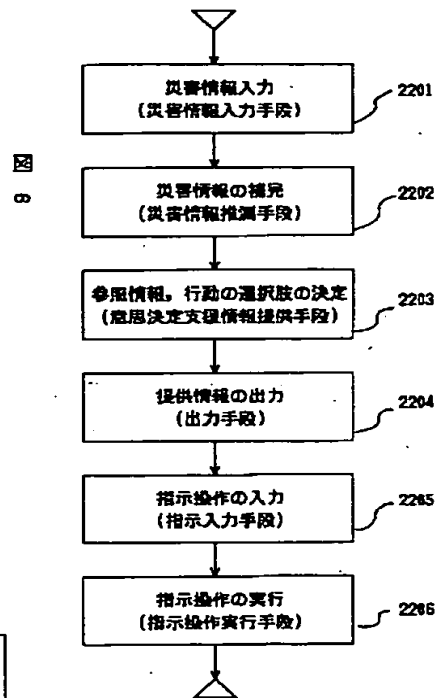 災害情報入力
(災害情報入力手段)
2201
災害情報の補完
(災害情報推測手段)
2202
参照情報，行動の選択肢の決定
(意思決定支援情報提供手段)
2203
提供情報の出力
(出力手段)
2204
指示操作の入力
(指示入力手段)
2205
指示操作の実行
(指示操作実行手段)
2206
図 8